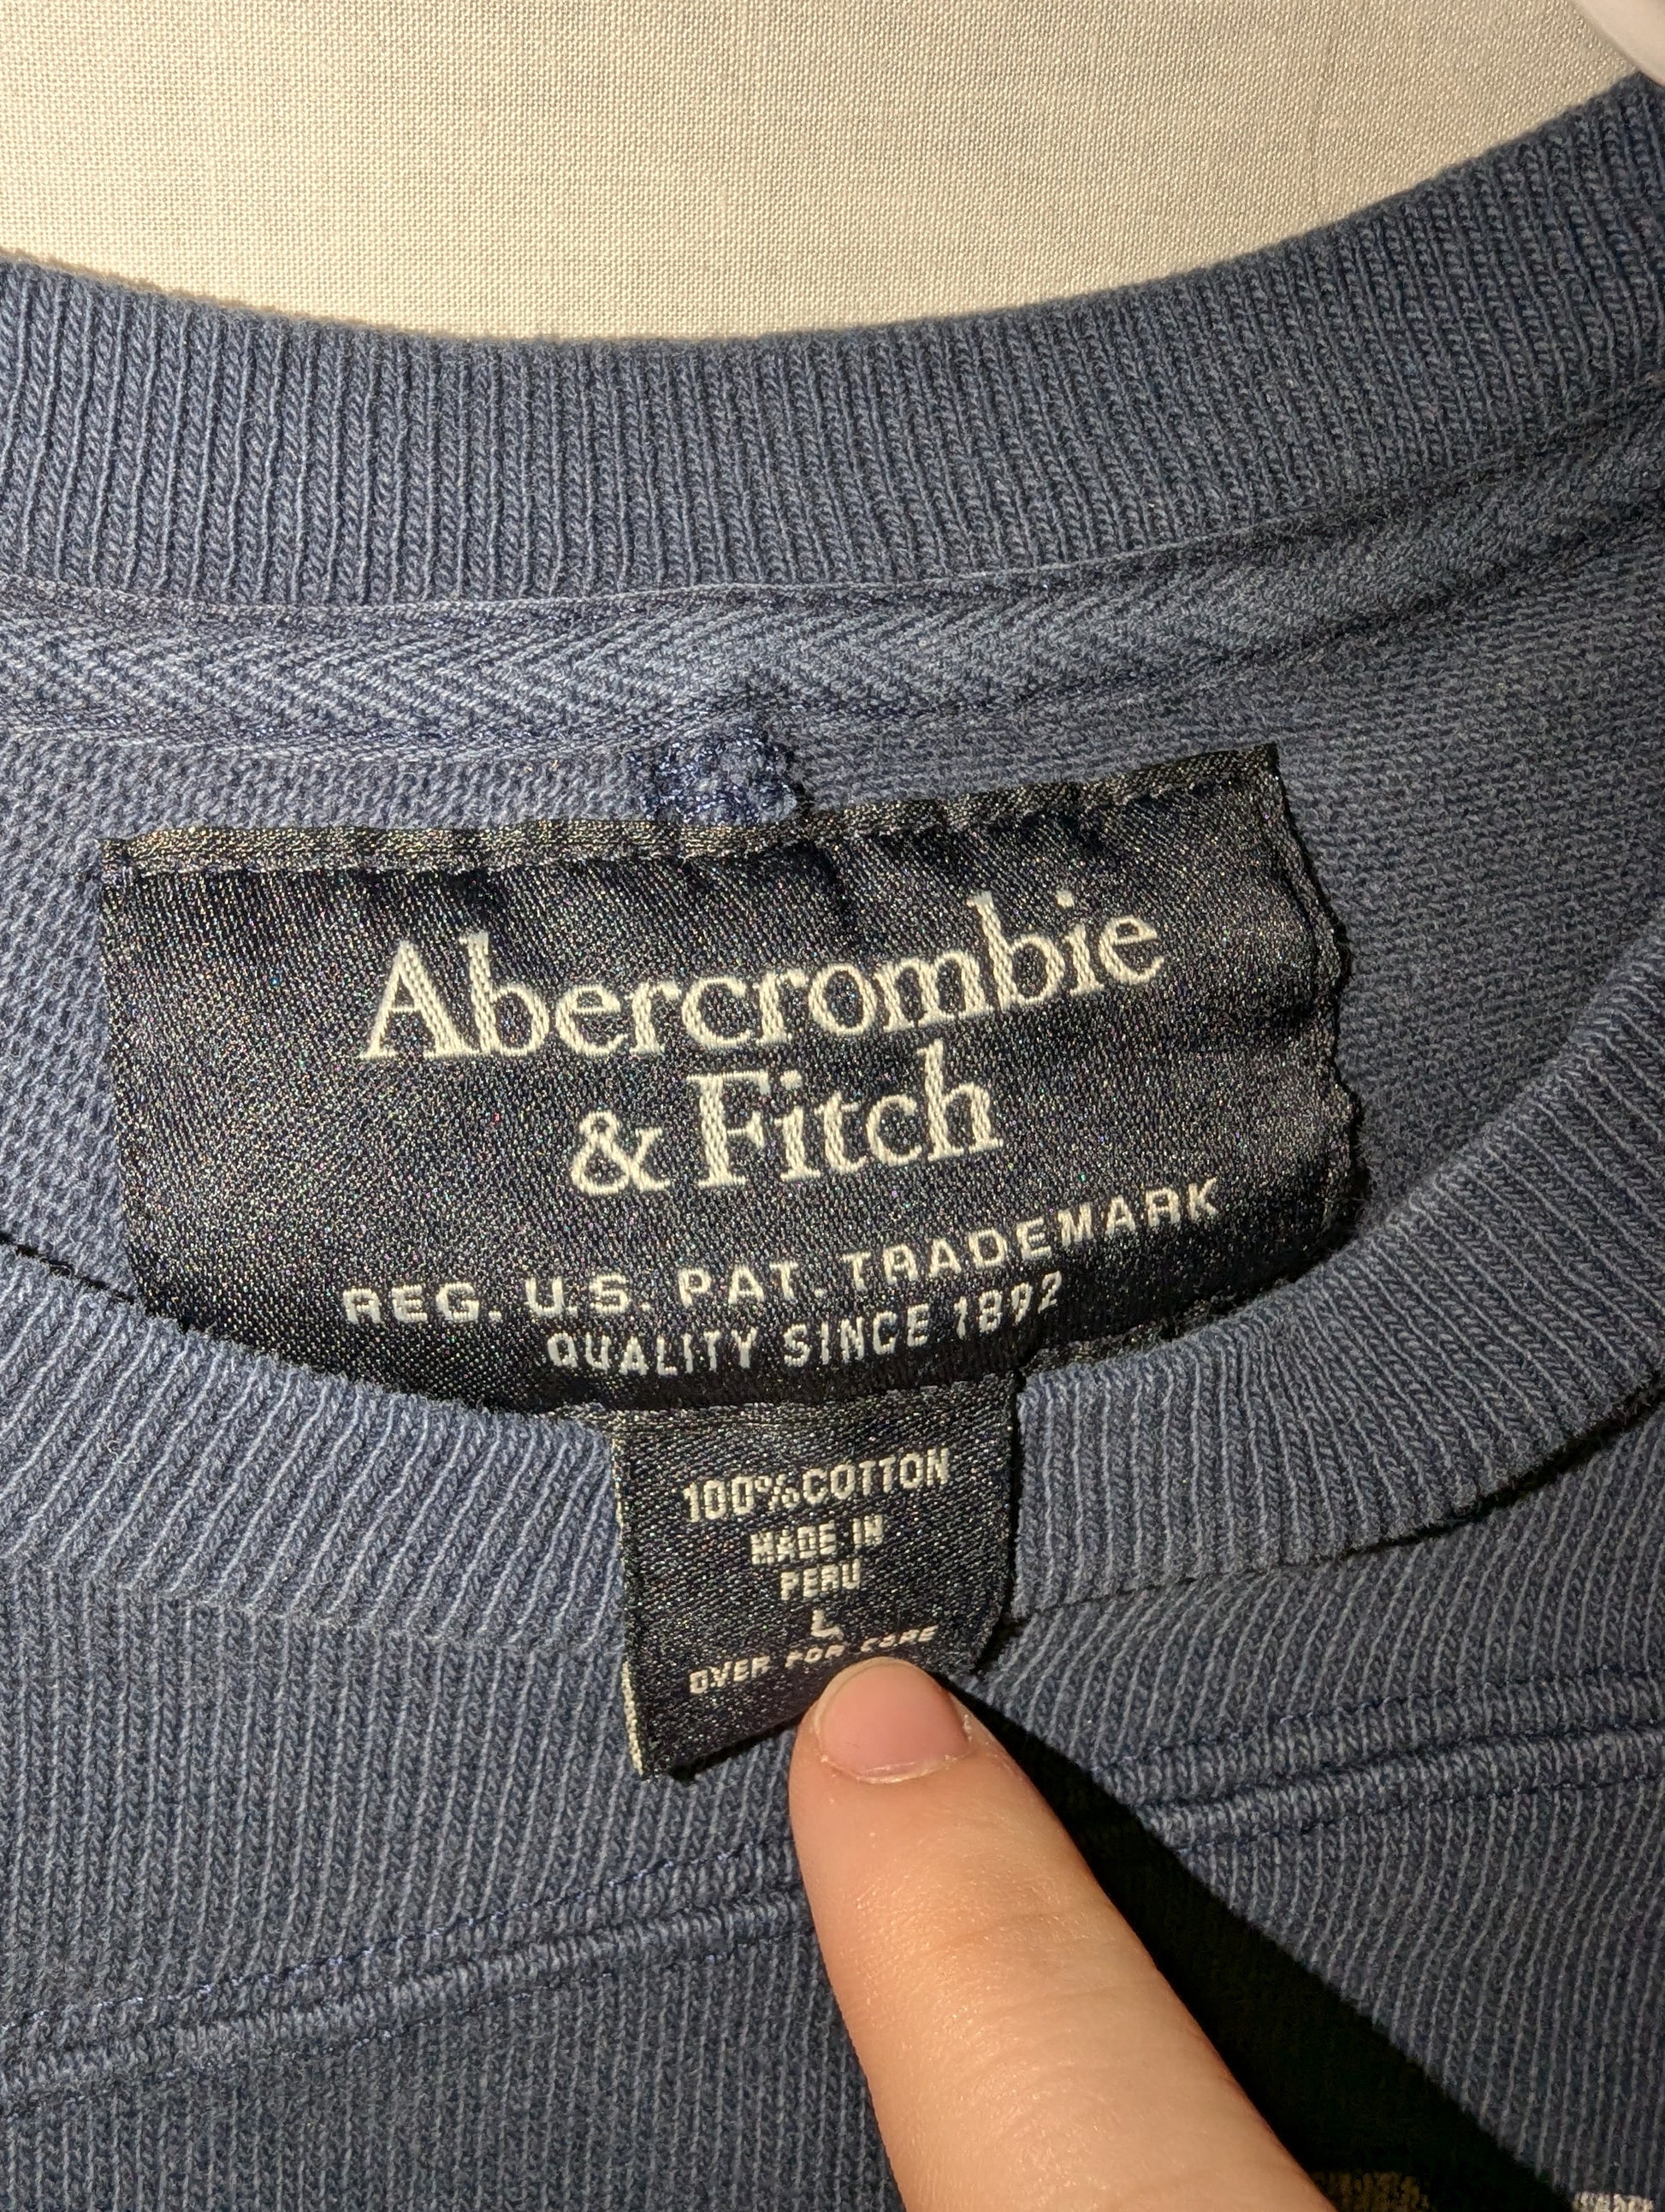 Abercrombie
& Fitch
REG. U.S. PAT. TRADEMARK
QUALITY SINCE 1892
100% COTTON
MADE IN
PERU
L
OVER FOR CARE